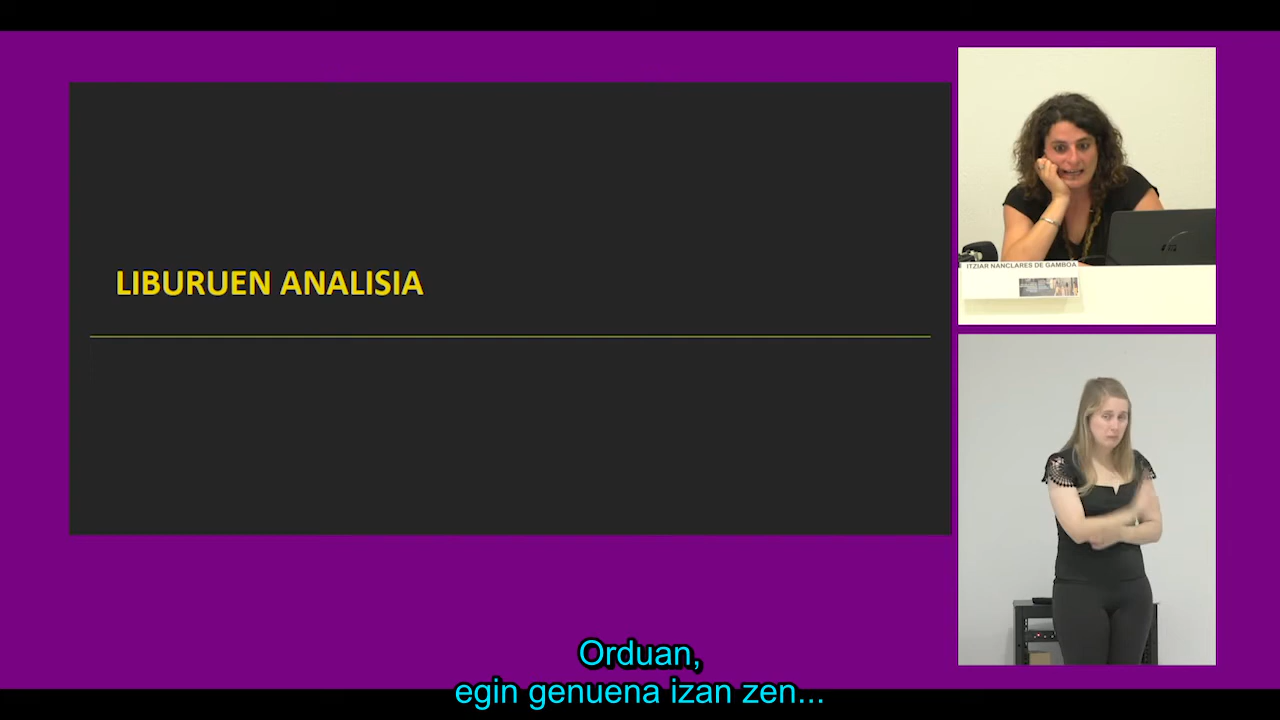 LIBURUEN ANALISIA
ITZIAR NANCLARES DE GAMBOA
Orduan,
egin genuena izan zen...